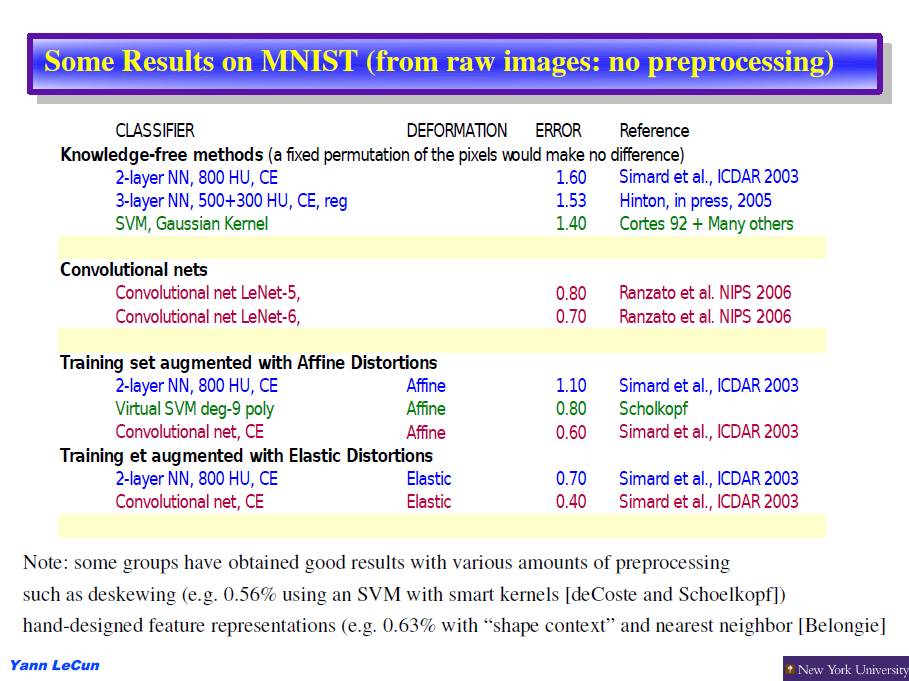 Some Results on MNIST (from raw images: no preprocessing)
CLASSIFIER DEFORMATION ERROR Reference
Knowledge-free methods (a fixed permutation of the pixels would make no difference)
2-layer NN, 800 HU, CE 1.60 Simard et al., ICDAR 2003
3-layer NN, 500+300 HU, CE, reg 1.53 Hinton, in press, 2005
SVM, Gaussian Kernel 1.40 Cortes 92 + Many others
Convolutional nets
Convolutional net LeNet-5, 0.80 Ranzato et al. NIPS 2006
Convolutional net LeNet-6, 0.70 Ranzato et al. NIPS 2006
Training set augmented with Affine Distortions
2-layer NN, 800 HU, CE Affine 1.10 Simard et al., ICDAR 2003
Virtual SVM deg-9 poly Affine 0.80 Scholkopf
Convolutional net, CE Affine 0.60 Simard et al., ICDAR 2003
Training et augmented with Elastic Distortions
2-layer NN, 800 HU, CE Elastic 0.70 Simard et al., ICDAR 2003
Convolutional net, CE Elastic 0.40 Simard et al., ICDAR 2003
Note: some groups have obtained good results with various amounts of preprocessing
such as deskewing (e.g. 0.56% using an SVM with smart kernels [deCoste and Schoelkopf])
hand-designed feature representations (e.g. 0.63% with “shape context” and nearest neighbor [Belongie]
Yann LeCun
New York University